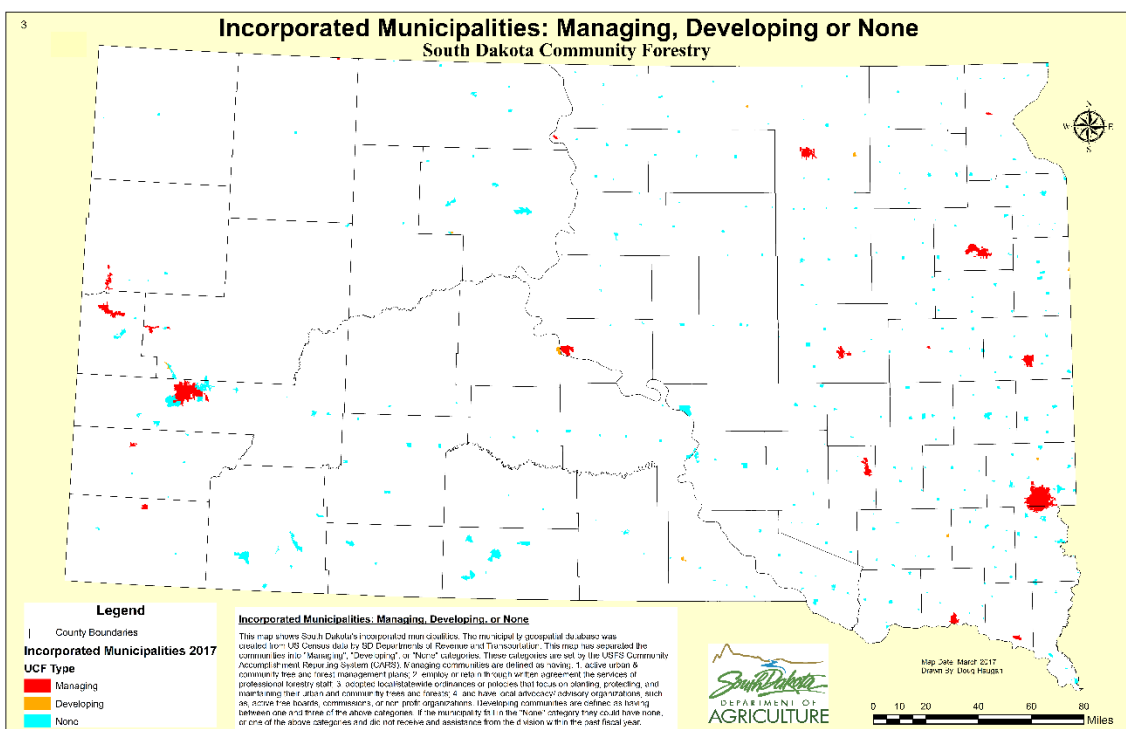 3
Incorporated Municipalities: Managing, Developing or None
South Dakota Community Forestry
N
W E
S
Legend
County Boundaries
Incorporated Municipalities 2017
UCF Type
Managing
Developing
None
Incorporated Municipalities: Managing, Developing, or None
This map shows South Dakota's incorporated municipalities. The municipality geospatial database was
created from US Census data by SD Departments of Revenue and Transportation. This map has separated the
communities into "Managing", "Developing", or "None" categories. These categories are set by the USFS Community
Accomplishment Reporting System (CARS). Managing communities are defined as having: 1. active urban &
community tree and forest management plans; 2. employ or retain through written agreement the services of
professional forestry staff; 3. adopted local/statewide ordinances or policies that focus on planting, protecting, and
maintaining their urban and community trees and forests; 4. and have local advocacy/advisory organizations, such
as, active tree boards, commissions, or non profit organizations. Developing communities are defined as having
between one and three of the above categories. If the municipality fall in the "None" category they could have none,
or one of the above categories and did not receive and assistance from the division within the past fiscal year.
South Dakota
DEPARTMENT OF
AGRICULTURE
Map Date: March 2017
Drawn By: Doug Haugan
0 10 20 40 60 80
Miles